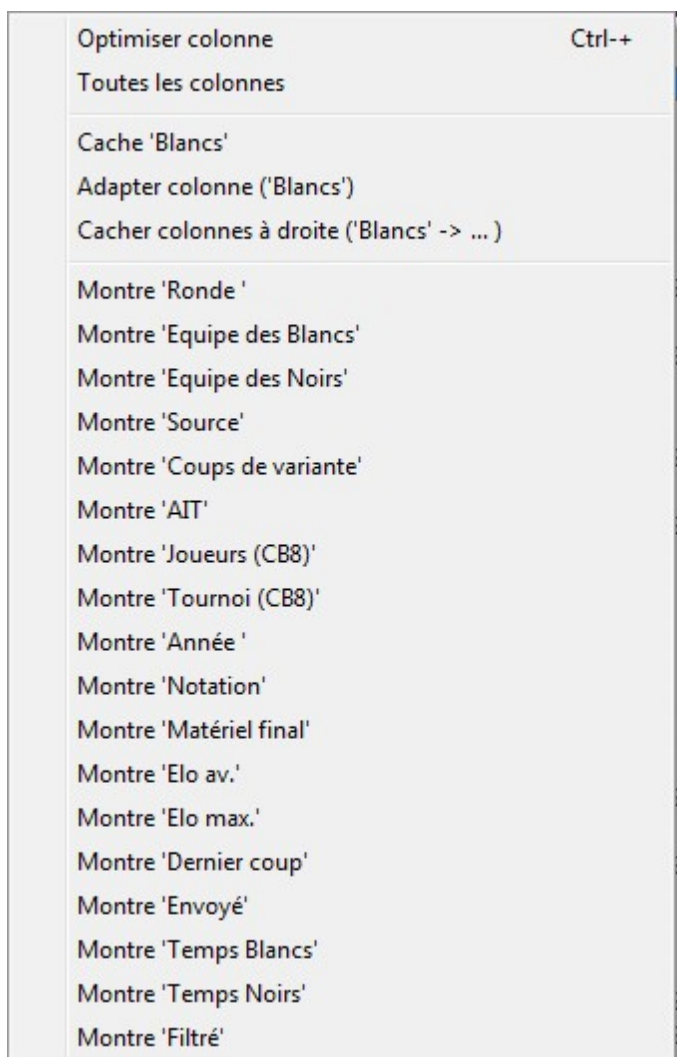 Optimiser colonne Ctrl-+
Toutes les colonnes
Cache 'Blancs'
Adapter colonne ('Blancs')
Cacher colonnes à droite ('Blancs' -> ... )
Montre 'Ronde '
Montre 'Equipe des Blancs'
Montre 'Equipe des Noirs'
Montre 'Source'
Montre 'Coups de variante'
Montre 'AIT'
Montre 'Joueurs (CB8)'
Montre 'Tournoi (CB8)'
Montre 'Année '
Montre 'Notation'
Montre 'Matériel final'
Montre 'Elo av.'
Montre 'Elo max.'
Montre 'Dernier coup'
Montre 'Envoyé'
Montre 'Temps Blancs'
Montre 'Temps Noirs'
Montre 'Filtré'